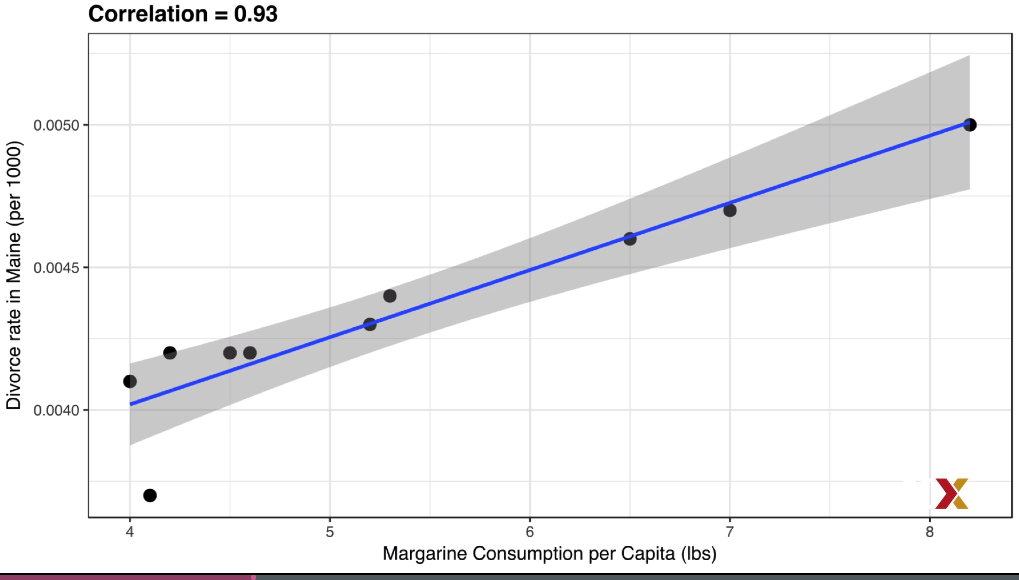 Correlation = 0.93
Divorce rate in Maine (per 1000)
0.0050
0.0045
0.0040
4 5 6 7 8
Margarine Consumption per Capita (lbs)
X